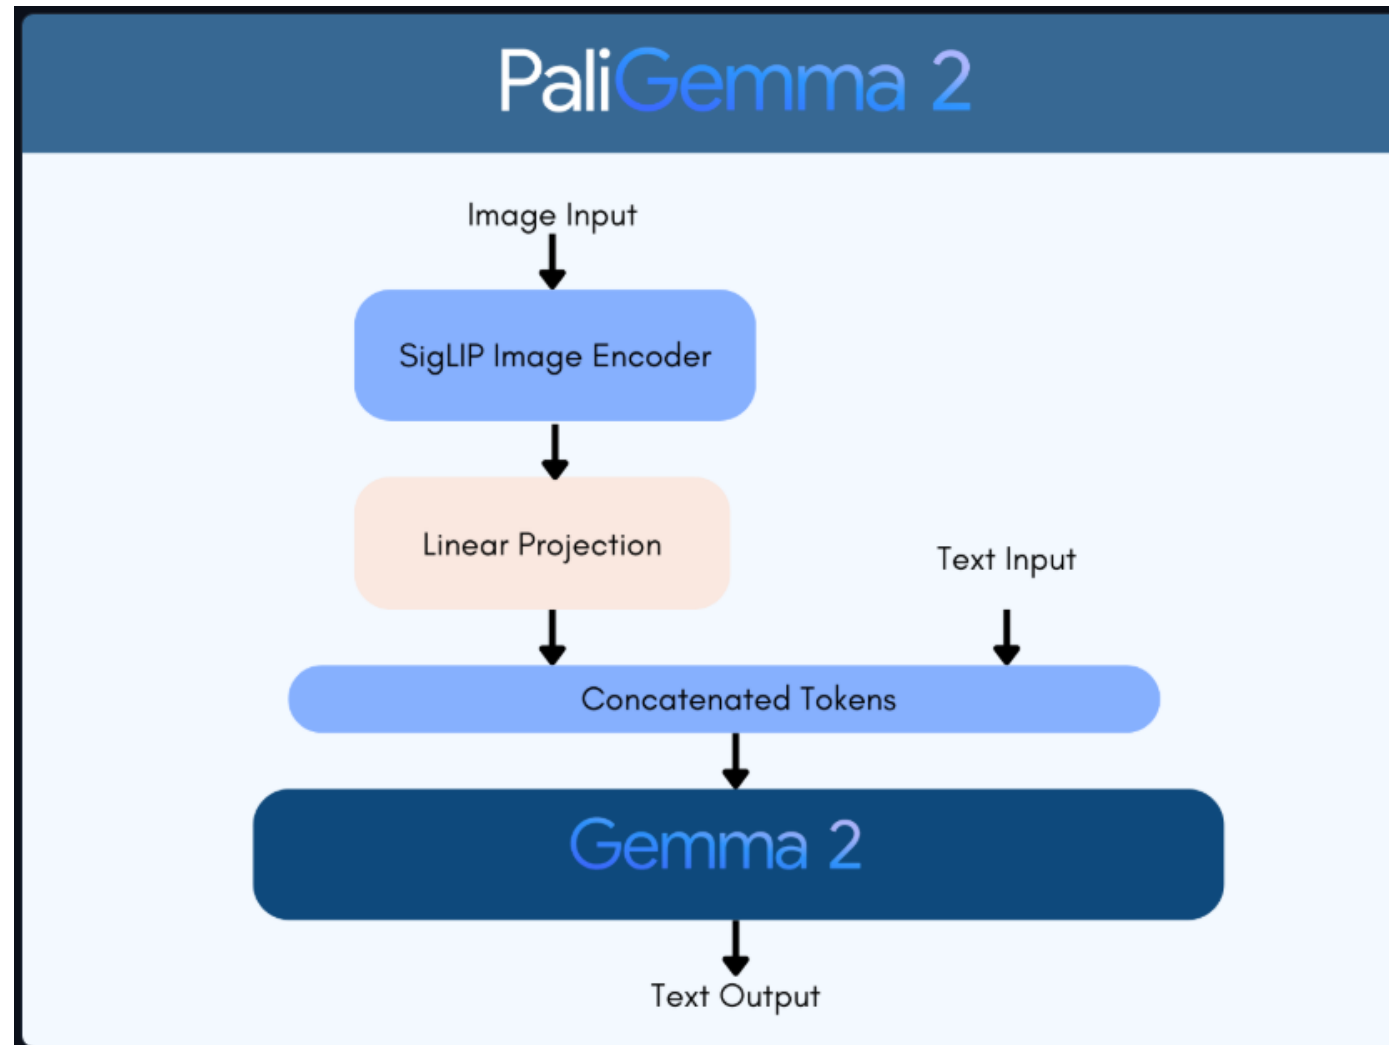 PaliGemma 2
Image Input
SigLIP Image Encoder
Linear Projection
Text Input
Concatenated Tokens
Gemma 2
Text Output